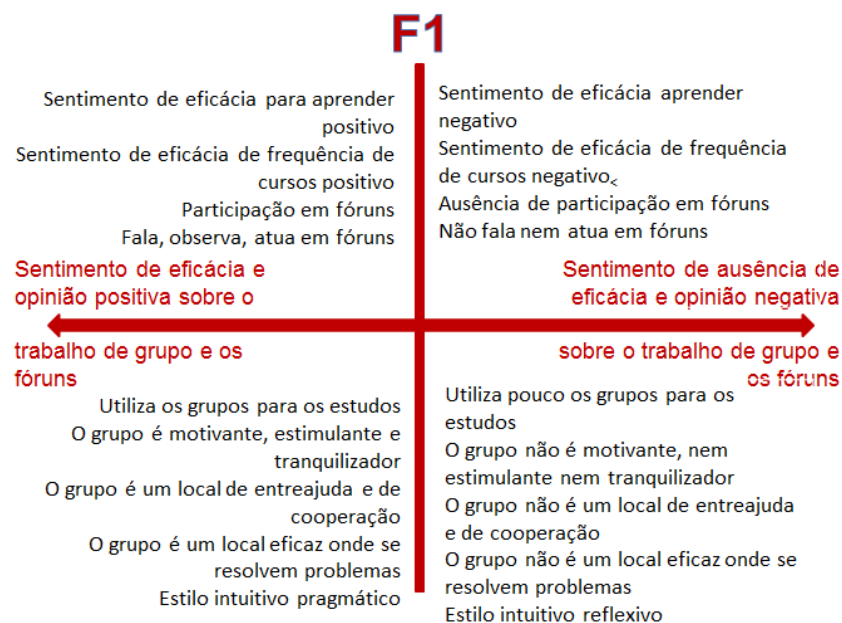 F1
Sentimento de eficácia para aprender
positivo
Sentimento de eficácia de frequência de
cursos positivo
Participação em fóruns
Fala, observa, atua em fóruns
Sentimento de eficácia aprender
negativo
Sentimento de eficácia de frequência
de cursos negativo<
Ausência de participação em fóruns
Não fala nem atua em fóruns
Sentimento de eficácia e
opinião positiva sobre o
trabalho de grupo e os
fóruns
Sentimento de ausência de
eficácia e opinião negativa
sobre o trabalho de grupo e
os fóruns
Utiliza os grupos para os estudos
O grupo é motivante, estimulante e
tranquilizador
O grupo é um local de entreajuda e de
cooperação
O grupo é um local eficaz onde se
resolvem problemas
Estilo intuitivo pragmático
Utiliza pouco os grupos para os
estudos
O grupo não é motivante, nem
estimulante nem tranquilizador
O grupo não é um local de entreajuda
e de cooperação
O grupo não é um local eficaz onde se
resolvem problemas
Estilo intuitivo reflexivo